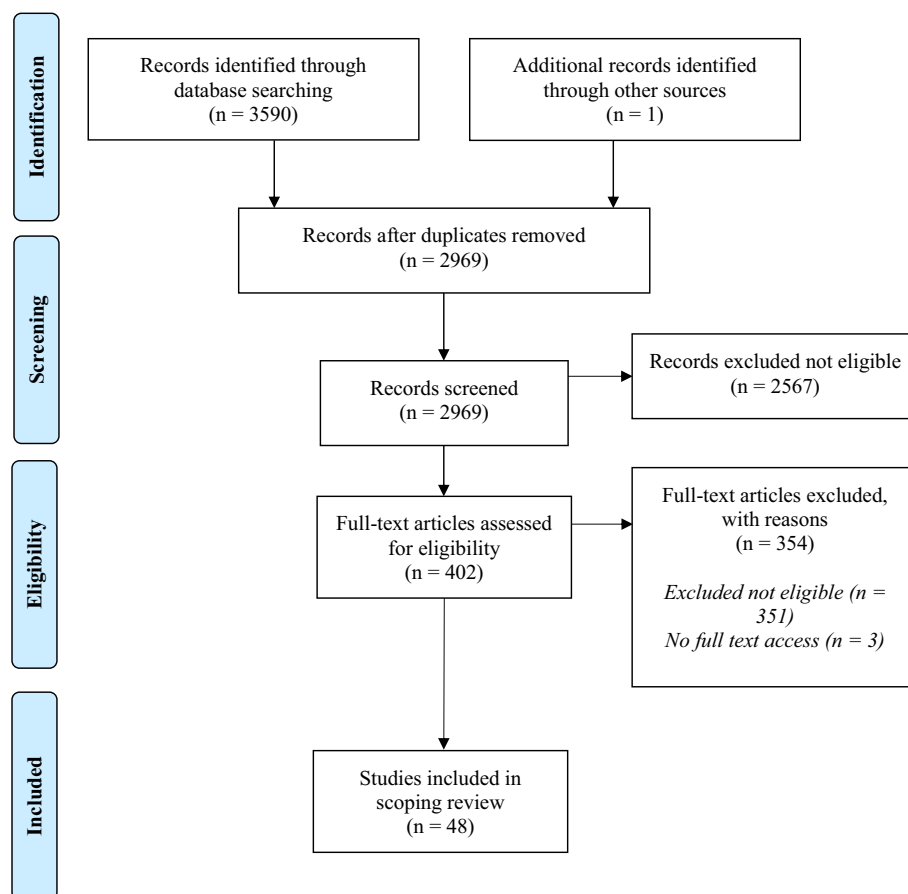 Identification
Records identified through
database searching
(n = 3590)
Additional records identified
through other sources
(n = 1)
Records after duplicates removed
(n = 2969)
Screening
Records screened
(n = 2969)
Records excluded not eligible
(n = 2567)
Eligibility
Full-text articles assessed
for eligibility
(n = 402)
Full-text articles excluded,
with reasons
(n = 354)
Excluded not eligible (n =
351)
No full text access (n = 3)
Included
Studies included in
scoping review
(n = 48)